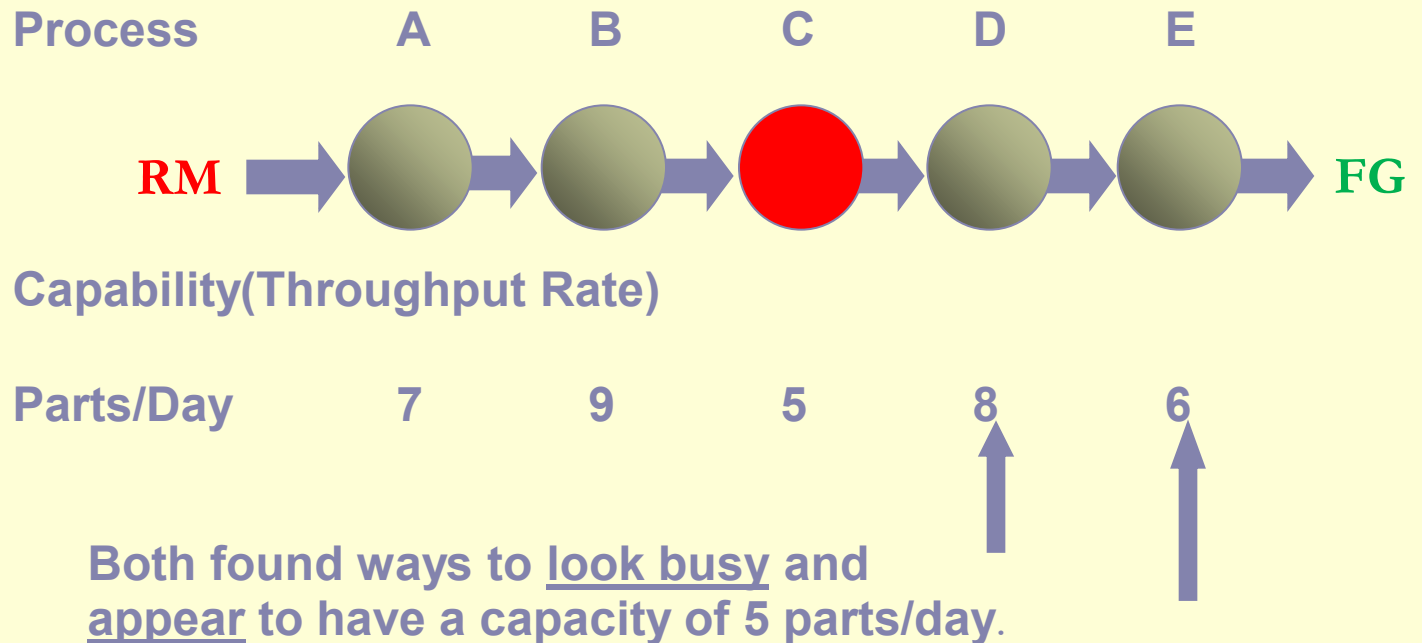 Process A B C D E
RM FG
Capability(Throughput Rate)
Parts/Day 7 9 5 8 6
Both found ways to look busy and
appear to have a capacity of 5 parts/day.